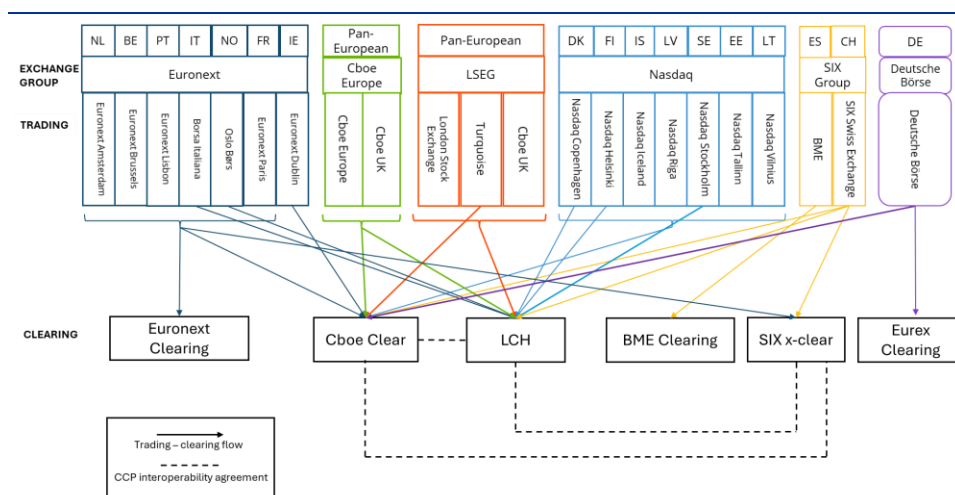 NL BE PT IT NO FR IE
Pan-
European
Pan-European
DK FI IS LV SE EE LT
ES CH
DE
EXCHANGE
GROUP
Euronext
Cboe
Europe
LSEG
Nasdaq
SIX
Group
Deutsche
Börse
TRADING
Euronext Amsterdam
Euronext Brussels
Euronext Lisbon
Borsa Italiana
Oslo Børs
Euronext Paris
Euronext Dublin
Cboe Europe
Cboe UK
London Stock
Exchange
Turquoise
Cboe UK
Nasdaq Copenhagen
Nasdaq Helsinki
Nasdaq Iceland
Nasdaq Riga
Nasdaq Stockholm
Nasdaq Tallinn
Nasdaq Vilnius
BME
SIX Swiss Exchange
Deutsche Börse
CLEARING
Euronext
Clearing
Cboe Clear
LCH
BME Clearing
SIX x-clear
Eurex
Clearing
Trading – clearing flow
CCP interoperability agreement